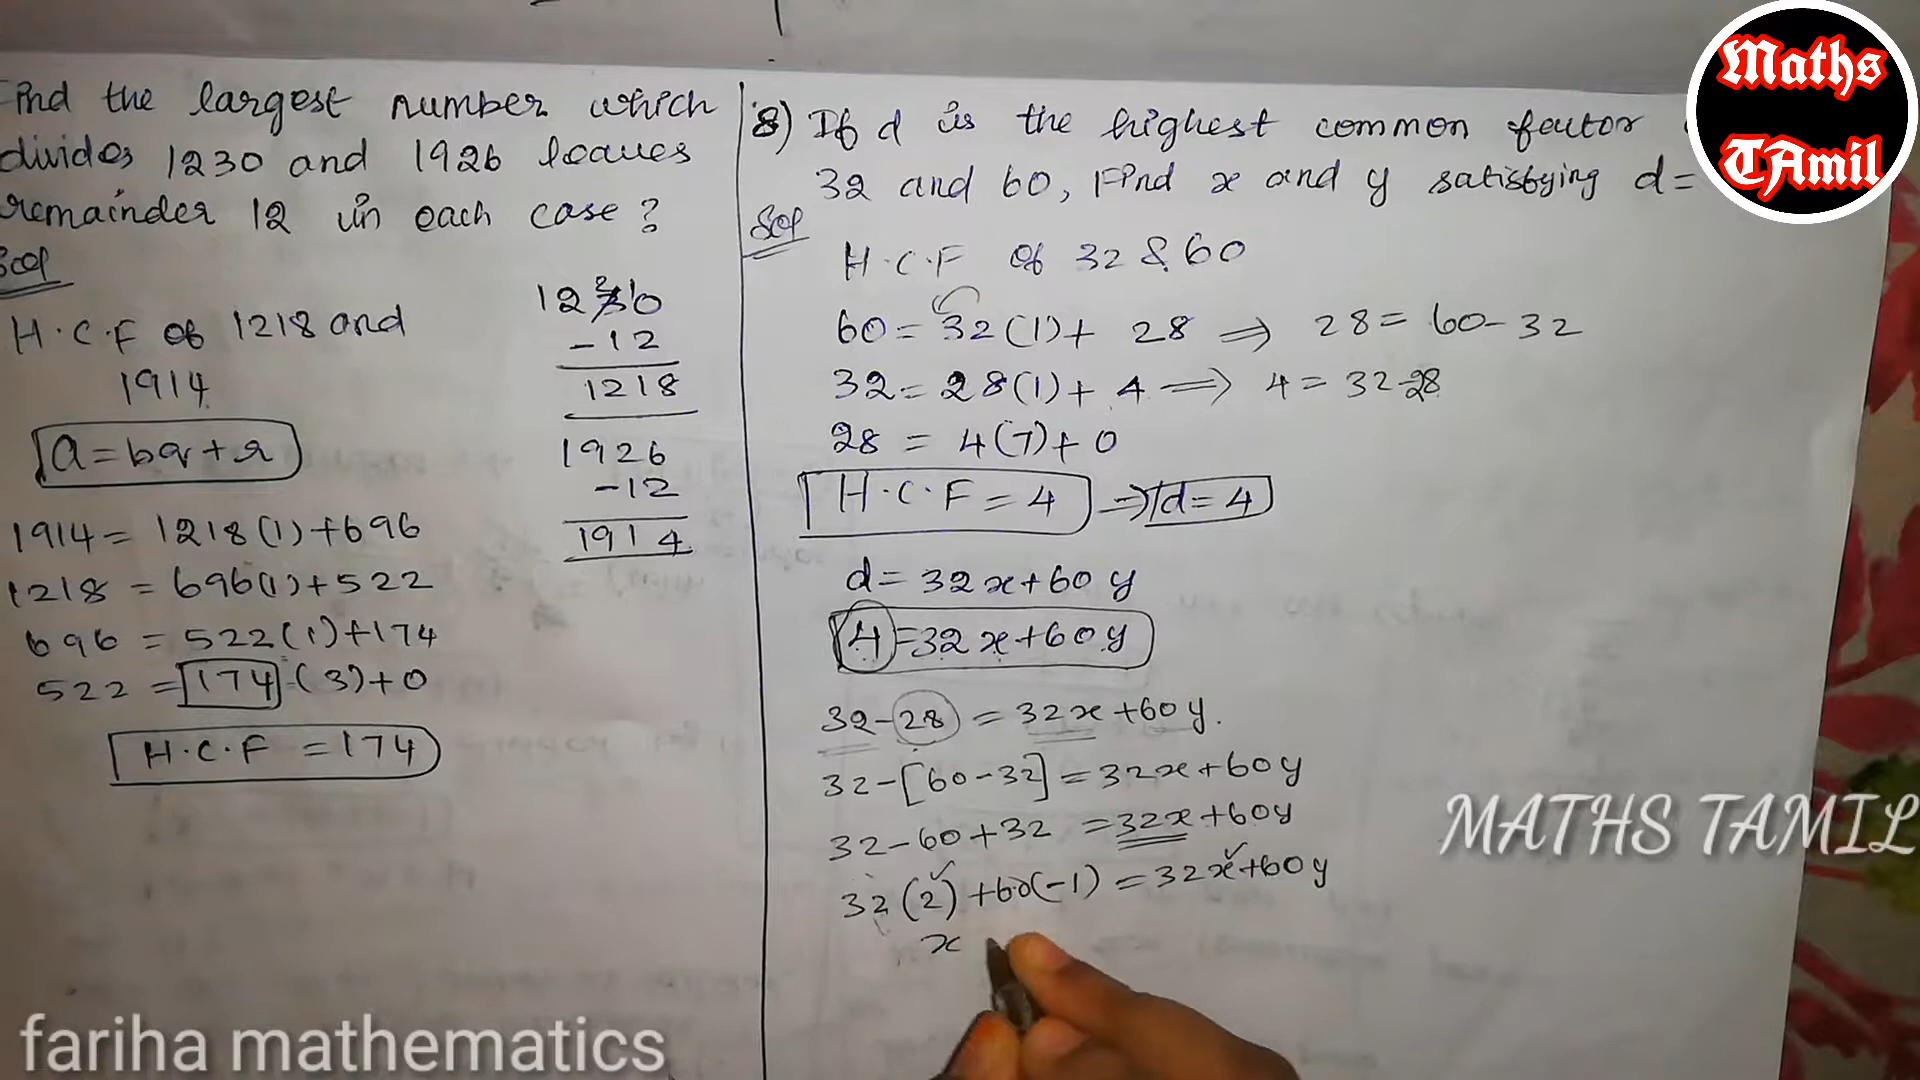 Find the largest number which
divides 1230 and 1926 leaves
remainder 12 in each case?
Sol
H.C.F of 1218 and
1914
a=bq+r
1914= 1218(1)+696
1218 = 696(1)+522
696 = 522(1)+174
522 = 174 (3)+0
H.C.F = 174
1230
-12
1218
1926
-12
1914
8) If d is the highest common factor
32 and 60, Find x and y satisfying d=
Sol
H.C.F of 32 & 60
60= 32(1)+ 28 ⇒ 28= 60-32
32= 28(1)+ 4 ⇒ 4= 32-28
28 = 4(7)+ 0
H.C.F = 4 ⇒ d=4
d= 32x+60y
4=32x+60y
32-28 = 32x+60y.
32-[60-32]=32x+60y
32-60+32 =32x+60y
32(2)+60(-1) =32x+60y
x
Maths
TAmil
MATHS TAMIL
fariha mathematics